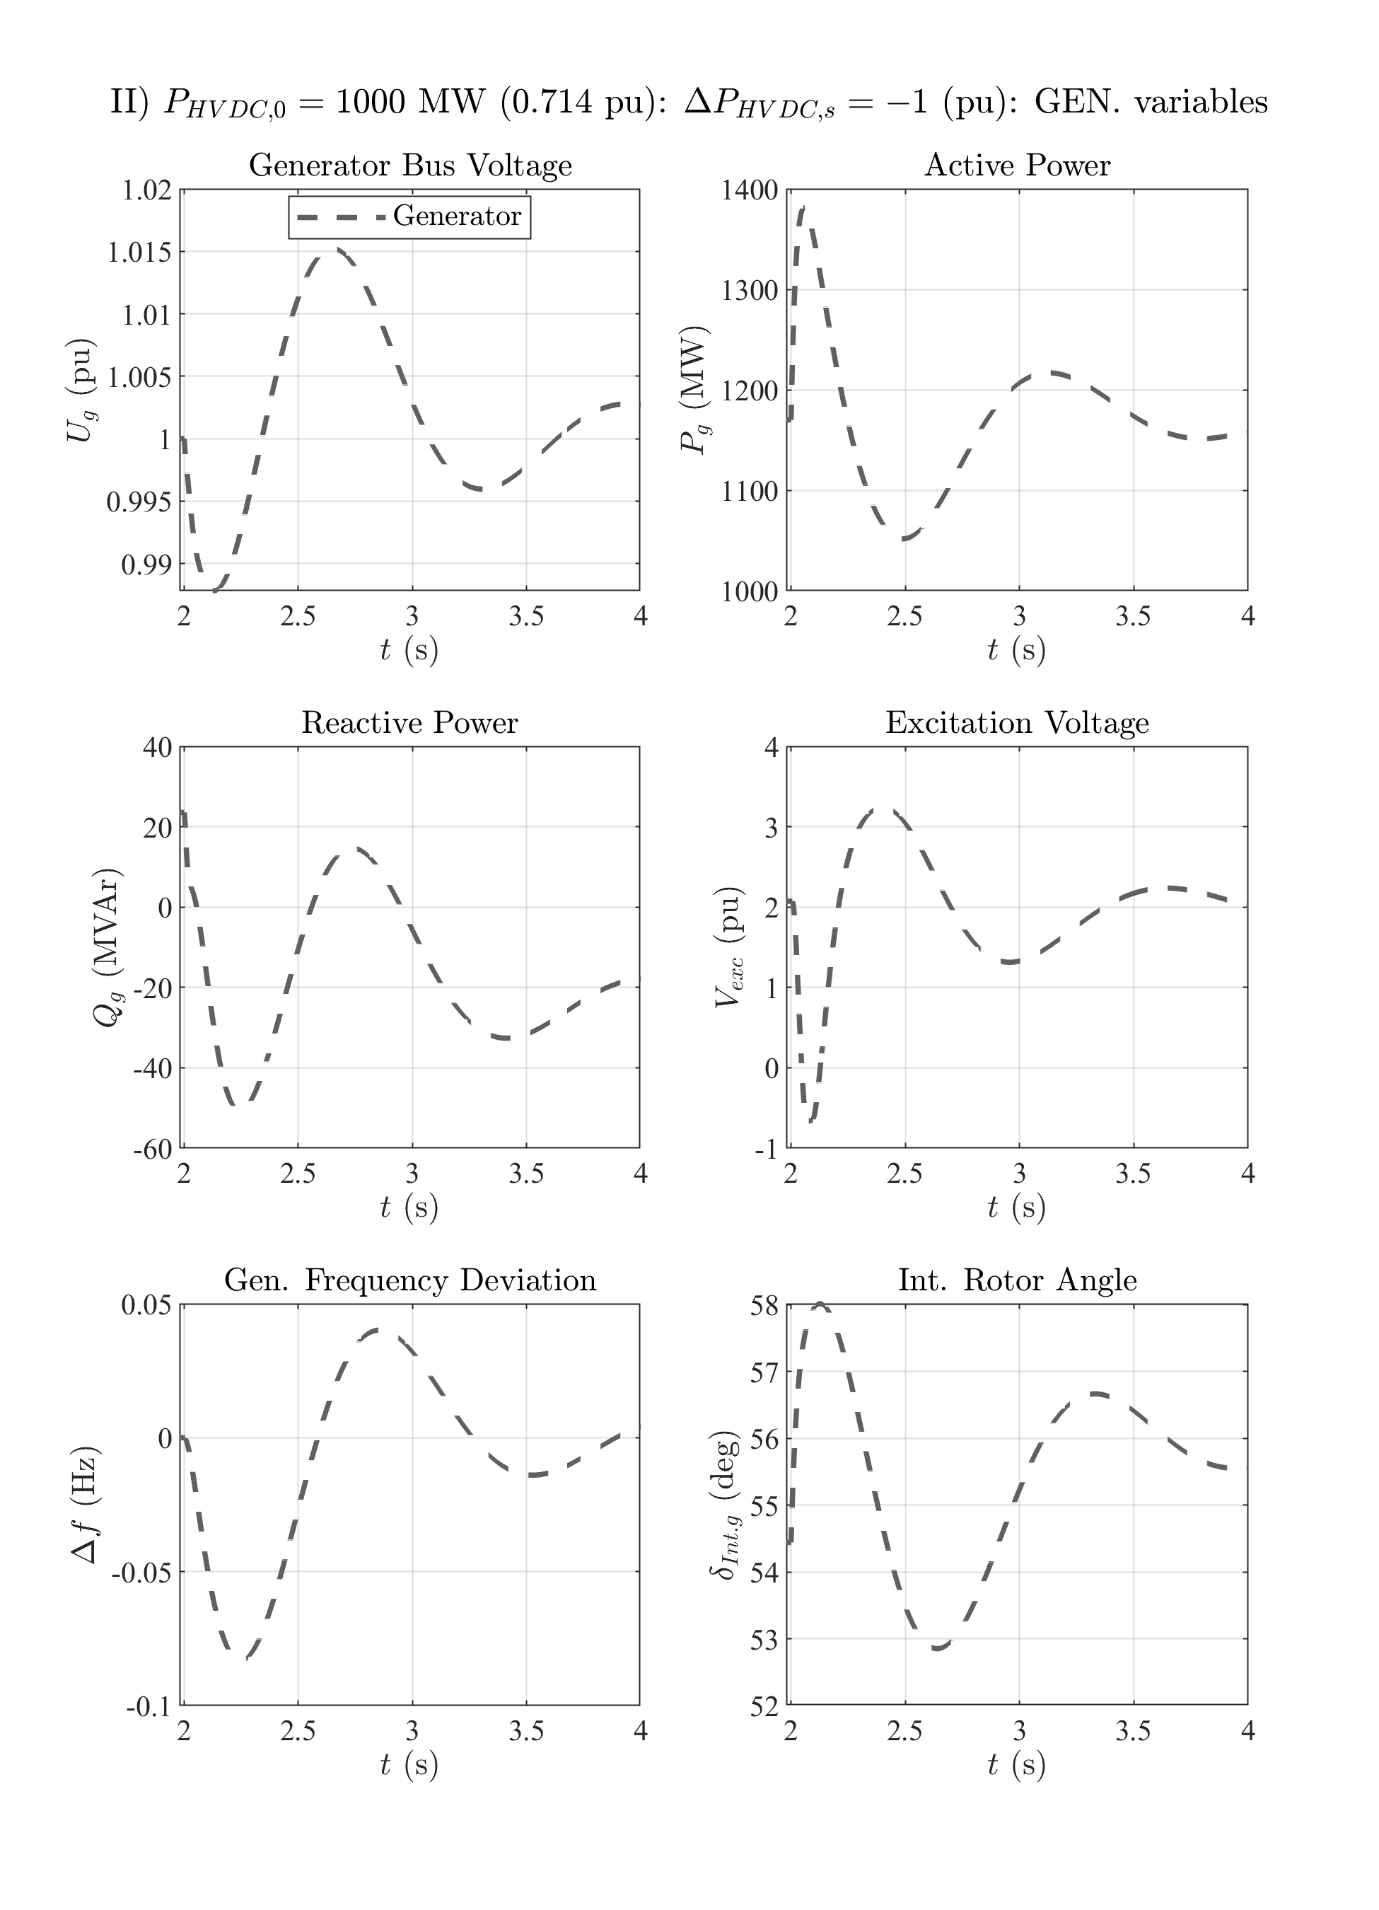 II) P_{HVDC,0} = 1000 MW (0.714 pu): ΔP_{HVDC,s} = −1 (pu): GEN. variables
Generator Bus Voltage
1.02
1.015
1.01
1.005
1
0.995
0.99
U_g (pu)
Generator
2 2.5 3 3.5 4
t (s)
Active Power
1400
1300
1200
1100
1000
P_g (MW)
2 2.5 3 3.5 4
t (s)
Reactive Power
40
20
0
-20
-40
-60
Q_g (MVAr)
2 2.5 3 3.5 4
t (s)
Excitation Voltage
4
3
2
1
0
-1
V_{exc} (pu)
2 2.5 3 3.5 4
t (s)
Gen. Frequency Deviation
0.05
0
-0.05
-0.1
Δf (Hz)
2 2.5 3 3.5 4
t (s)
Int. Rotor Angle
58
57
56
55
54
53
52
δ_{Int.g} (deg)
2 2.5 3 3.5 4
t (s)